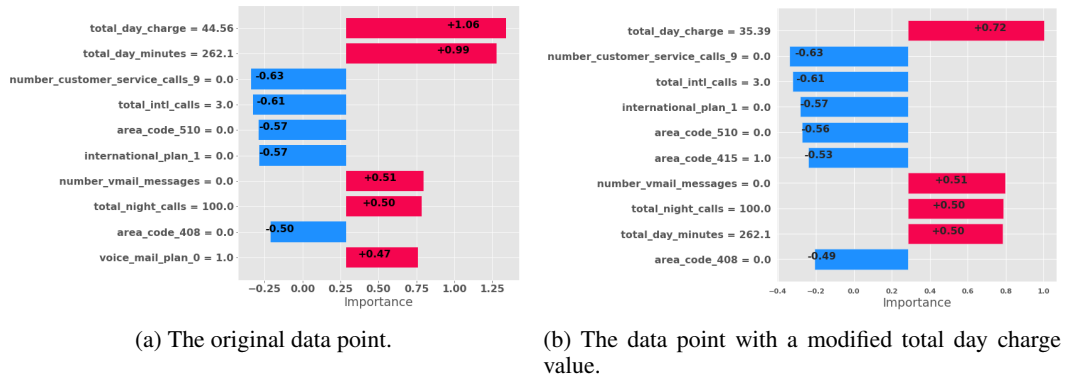 total_day_charge = 44.56
+1.06
total_day_minutes = 262.1
+0.99
number_customer_service_calls_9 = 0.0
-0.63
total_intl_calls = 3.0
-0.61
area_code_510 = 0.0
-0.57
international_plan_1 = 0.0
-0.57
number_vmail_messages = 0.0
+0.51
total_night_calls = 100.0
+0.50
area_code_408 = 0.0
-0.50
voice_mail_plan_0 = 1.0
+0.47
−0.25 0.00 0.25 0.50 0.75 1.00 1.25
Importance
(a) The original data point.
total_day_charge = 35.39
+0.72
number_customer_service_calls_9 = 0.0
-0.63
total_intl_calls = 3.0
-0.61
international_plan_1 = 0.0
-0.57
area_code_510 = 0.0
-0.56
area_code_415 = 1.0
-0.53
number_vmail_messages = 0.0
+0.51
total_night_calls = 100.0
+0.50
total_day_minutes = 262.1
+0.50
area_code_408 = 0.0
-0.49
−0.4 −0.2 0.0 0.2 0.4 0.6 0.8 1.0
Importance
(b) The data point with a modified total day charge
value.